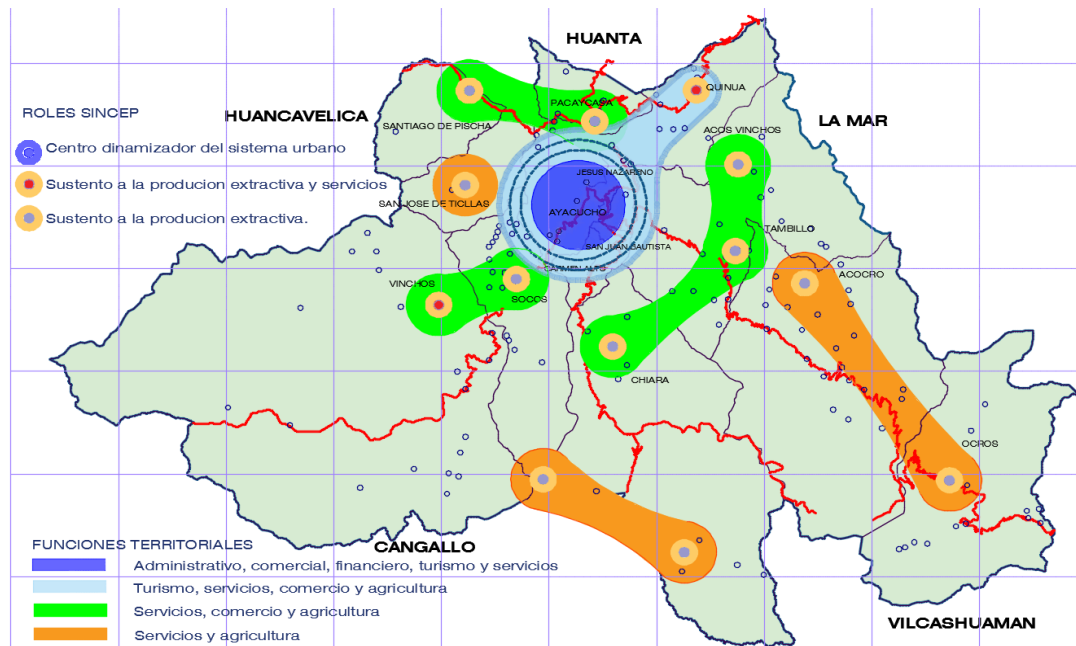 HUANTA
QUINUA
ROLES SINCEP
HUANCAVELICA
PACAYCASA
SANTIAGO DE PISCHA
LA MAR
ACOS VINCHOS
Centro dinamizador del sistema urbano
Sustento a la producion extractiva y servicios
JESUS NAZARENO
SAN JOSE DE TICLLAS
AYACUCHO
Sustento a la producion extractiva.
TAMBILLO
SAN JUAN BAUTISTA
CARMEN ALTO
ACOCRO
VINCHOS
SOCOS
CHIARA
OCROS
FUNCIONES TERRITORIALES
CANGALLO
Administrativo, comercial, financiero, turismo y servicios
Turismo, servicios, comercio y agricultura
Servicios, comercio y agricultura
VILCASHUAMAN
Servicios y agricultura